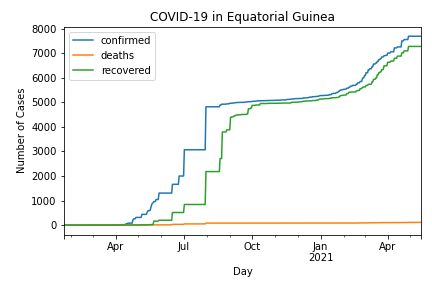 COVID-19 in Equatorial Guinea
confirmed
deaths
recovered
Number of Cases
8000
7000
6000
5000
4000
3000
2000
1000
0
Apr
Jul
Oct
Jan
2021
Apr
Day